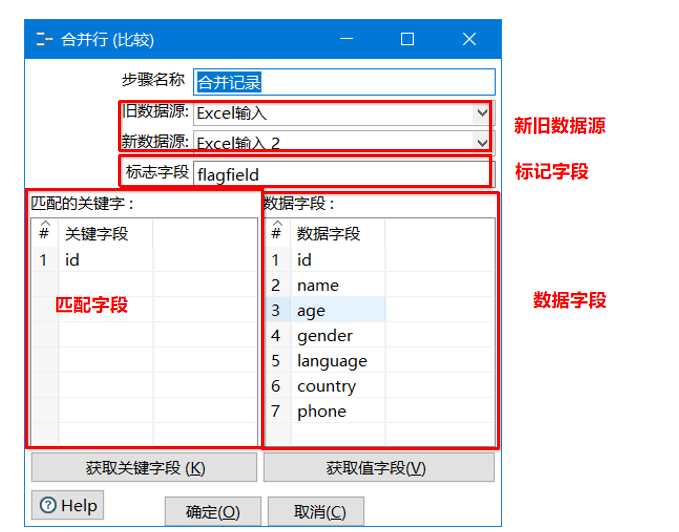 合并行 (比较)
步骤名称 合并记录
旧数据源: Excel输入
新数据源: Excel输入 2
新旧数据源
标志字段 flagfield
标记字段
匹配的关键字 :
数据字段 :
# 关键字段
# 数据字段
1 id
1 id
2 name
匹配字段
3 age
数据字段
4 gender
5 language
6 country
7 phone
获取关键字段 (K)
获取值字段(V)
Help
确定(O)
取消(C)